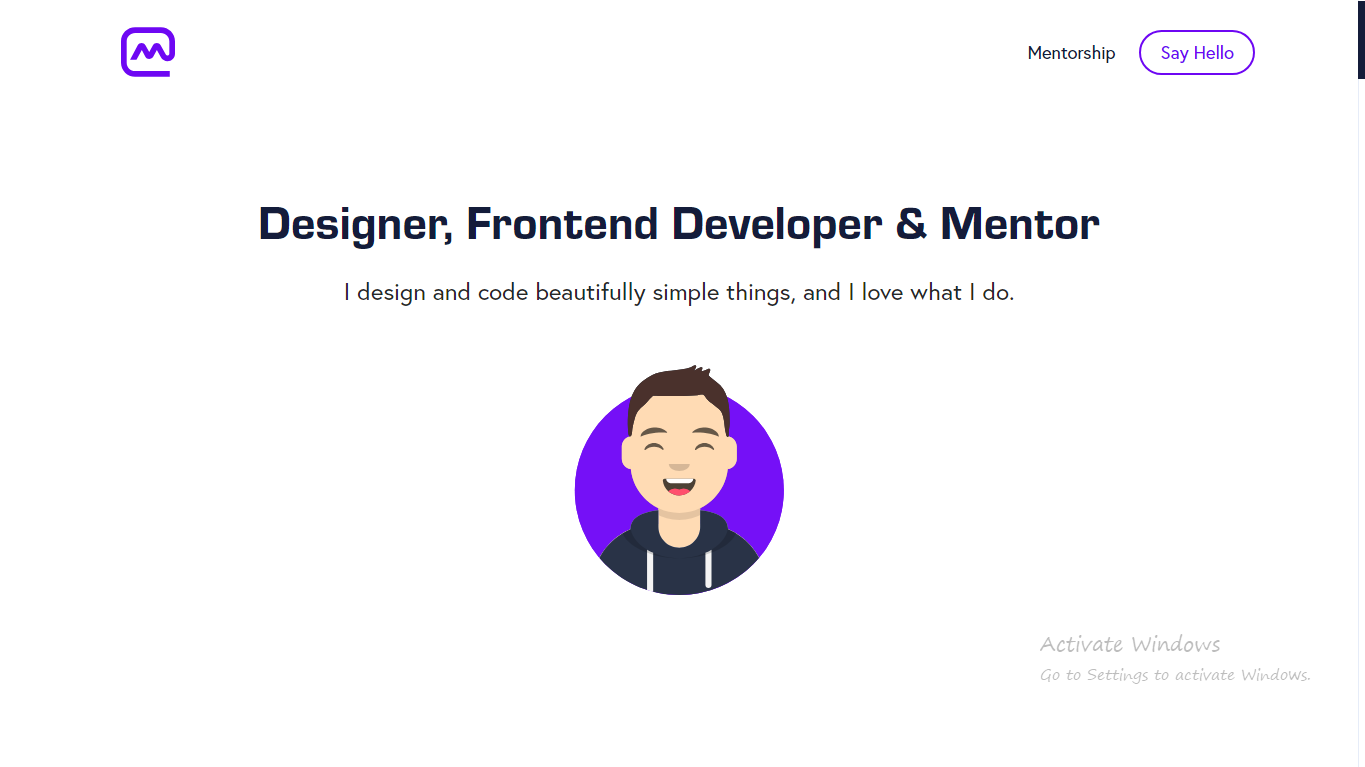 Mentorship
Say Hello
Designer, Frontend Developer & Mentor
I design and code beautifully simple things, and I love what I do.
Activate Windows
Go to Settings to activate Windows.